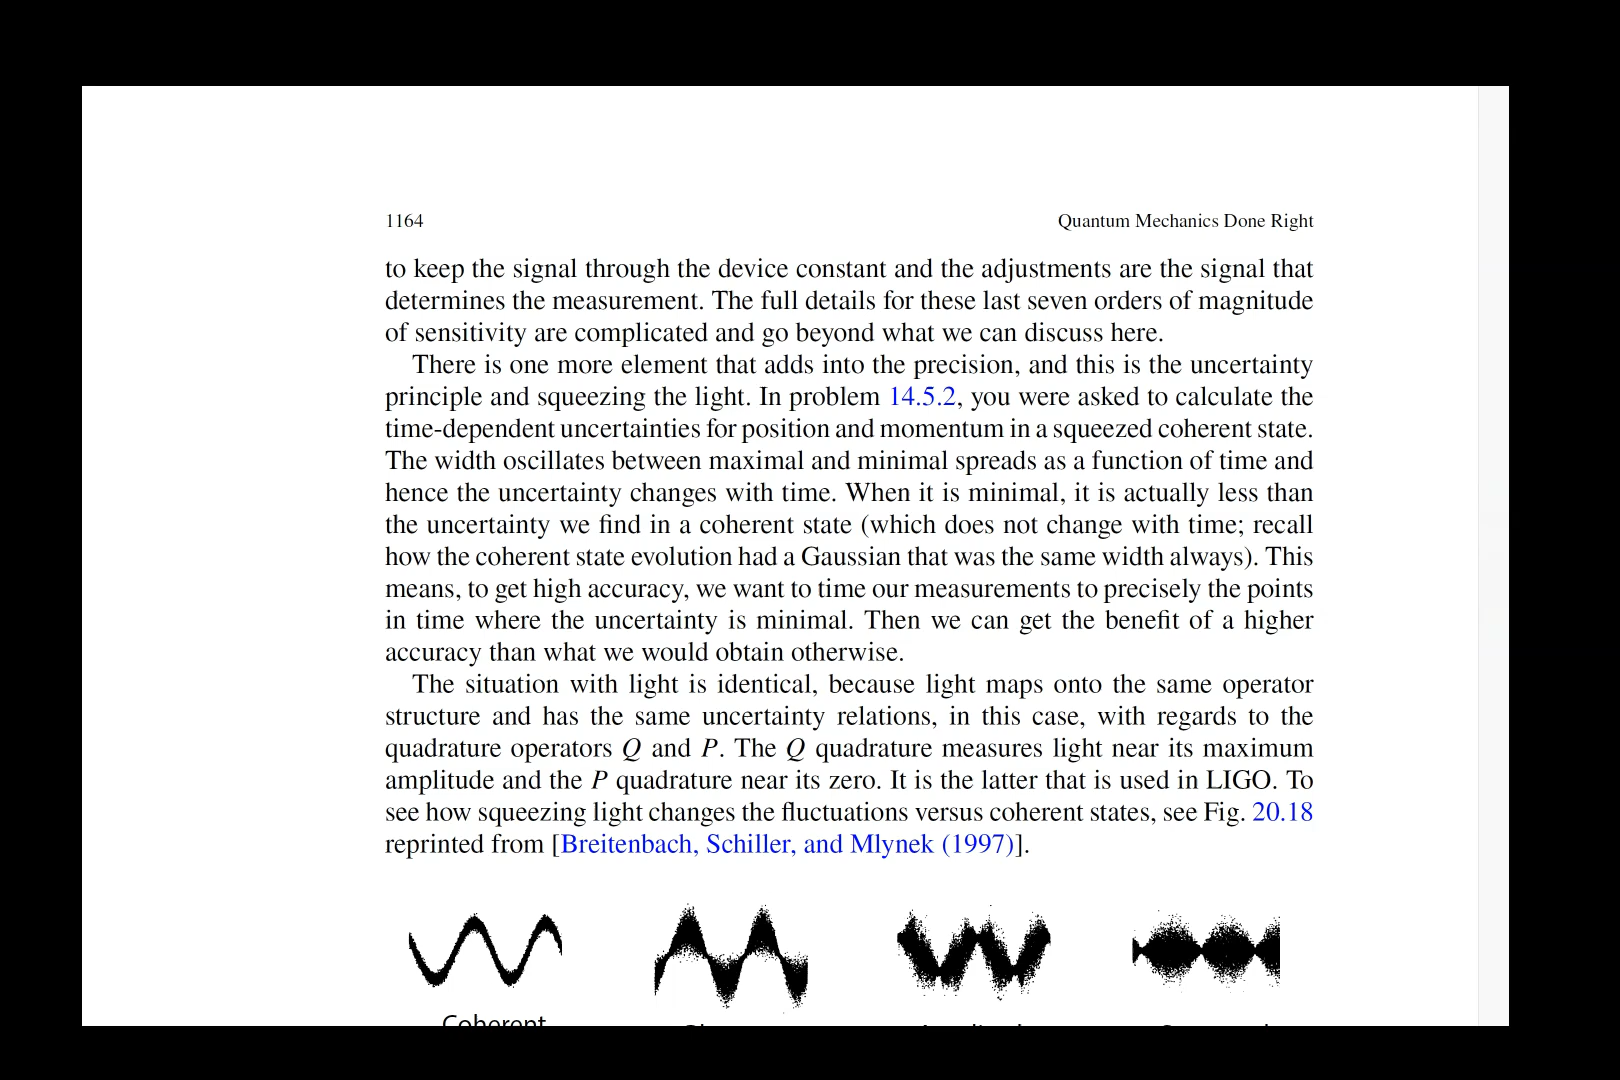 1164
Quantum Mechanics Done Right
to keep the signal through the device constant and the adjustments are the signal that
determines the measurement. The full details for these last seven orders of magnitude
of sensitivity are complicated and go beyond what we can discuss here.
There is one more element that adds into the precision, and this is the uncertainty
principle and squeezing the light. In problem 14.5.2, you were asked to calculate the
time-dependent uncertainties for position and momentum in a squeezed coherent state.
The width oscillates between maximal and minimal spreads as a function of time and
hence the uncertainty changes with time. When it is minimal, it is actually less than
the uncertainty we find in a coherent state (which does not change with time; recall
how the coherent state evolution had a Gaussian that was the same width always). This
means, to get high accuracy, we want to time our measurements to precisely the points
in time where the uncertainty is minimal. Then we can get the benefit of a higher
accuracy than what we would obtain otherwise.
The situation with light is identical, because light maps onto the same operator
structure and has the same uncertainty relations, in this case, with regards to the
quadrature operators Q and P. The Q quadrature measures light near its maximum
amplitude and the P quadrature near its zero. It is the latter that is used in LIGO. To
see how squeezing light changes the fluctuations versus coherent states, see Fig. 20.18
reprinted from [Breitenbach, Schiller, and Mlynek (1997)].
Coherent